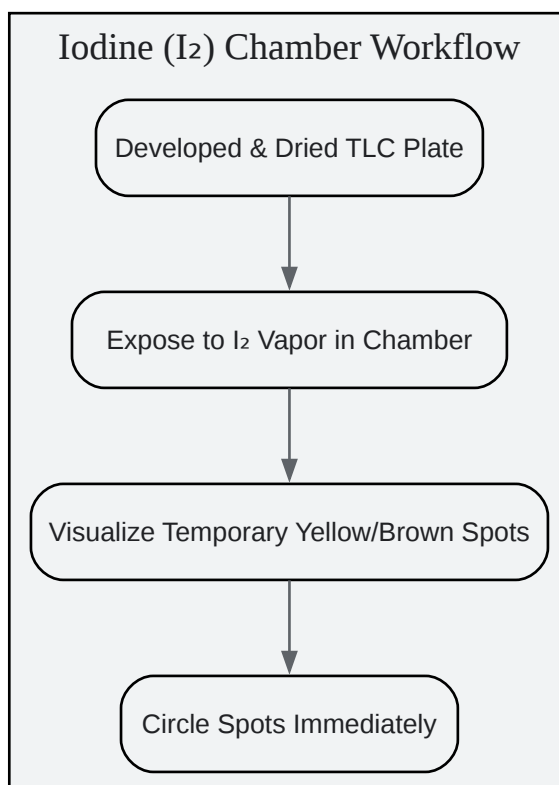 Iodine (I₂) Chamber Workflow
Developed & Dried TLC Plate
Expose to I₂ Vapor in Chamber
Visualize Temporary Yellow/Brown Spots
Circle Spots Immediately